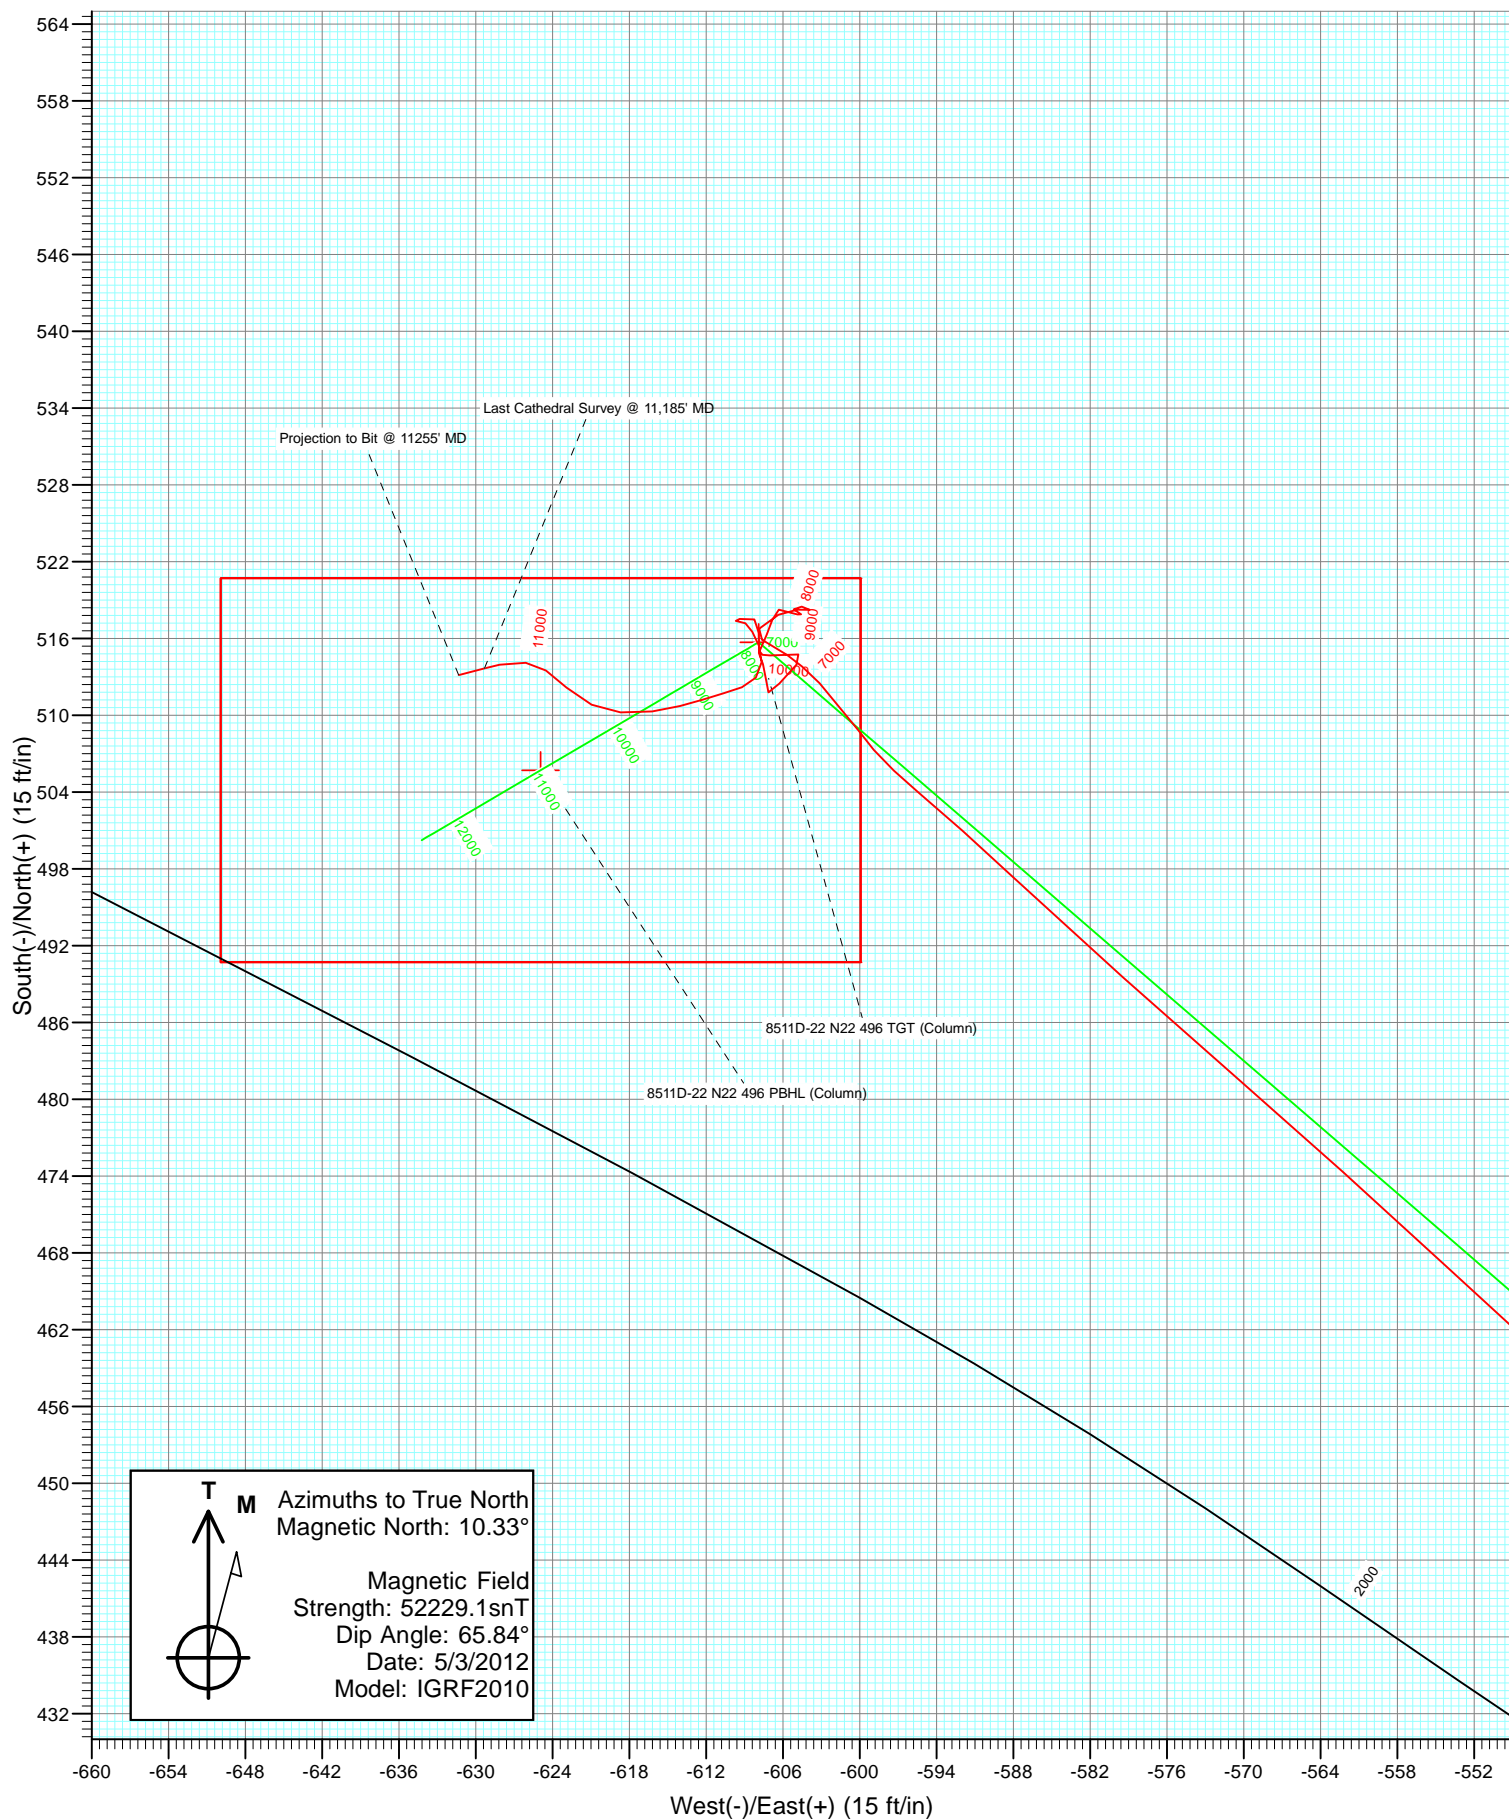 564
558
552
546
540
534
528
522
516
510
504
498
492
486
480
474
468
462
456
450
444
438
432
South(-)/North(+) (15 ft/in)
Last Cathedral Survey @ 11,185' MD
Projection to Bit @ 11255' MD
11000
8000
9000
7000
7000
8000
10000
9000
10000
11000
12000
8511D-22 N22 496 TGT (Column)
8511D-22 N22 496 PBHL (Column)
2000
T
M
Azimuths to True North
Magnetic North: 10.33°
Magnetic Field
Strength: 52229.1snT
Dip Angle: 65.84°
Date: 5/3/2012
Model: IGRF2010
-660 -654 -648 -642 -636 -630 -624 -618 -612 -606 -600 -594 -588 -582 -576 -570 -564 -558 -552
West(-)/East(+) (15 ft/in)